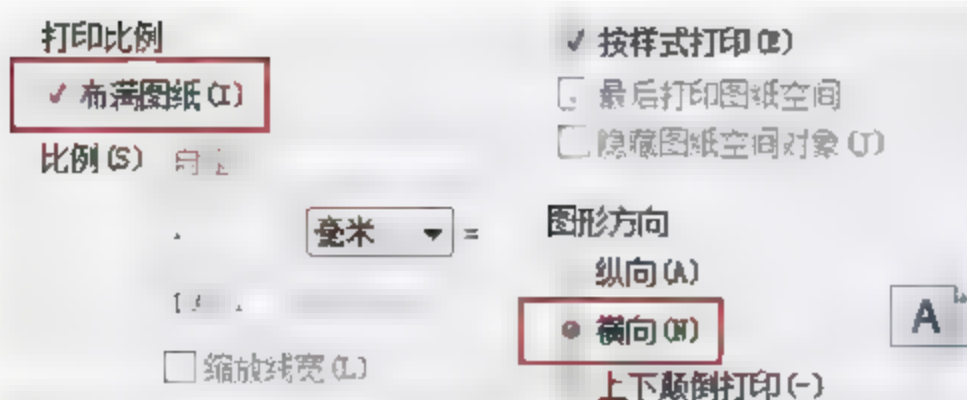 打印比例
布满图纸(I)
比例(S)
毫米
=
缩放线宽(L)
按样式打印(E)
最后打印图纸空间
隐藏图纸空间对象(J)
图形方向
纵向(A)
横向(N)
上下颠倒打印(-)
A